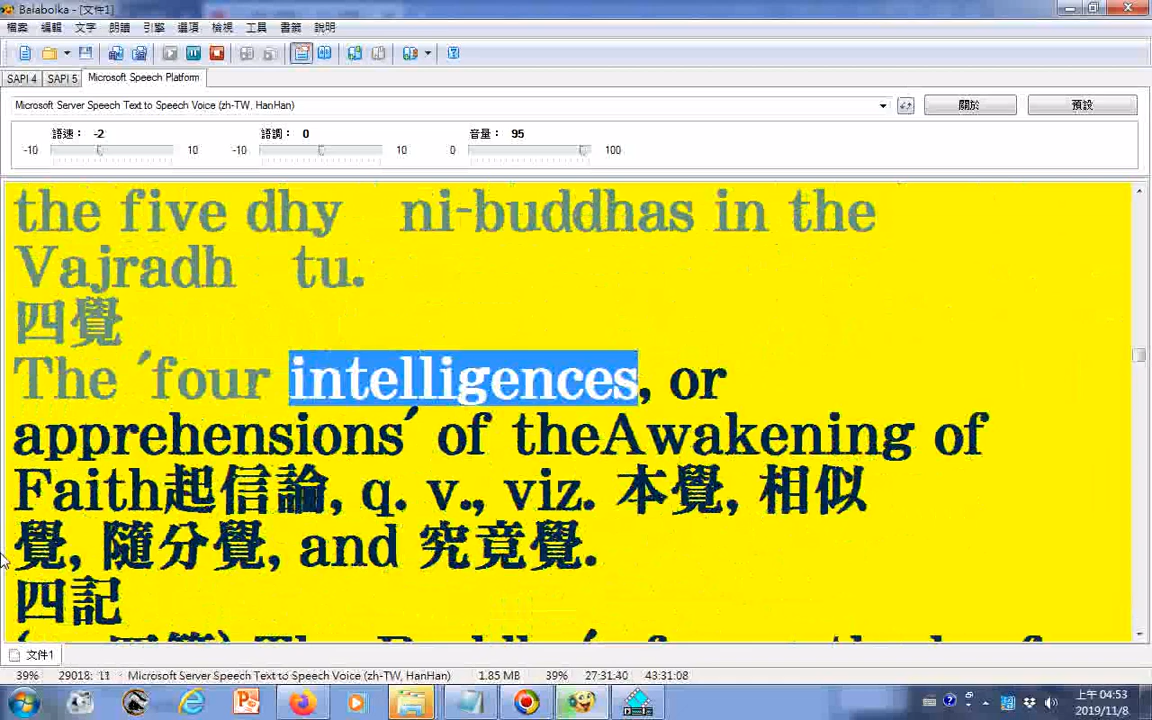 Balabolka - [文件1]
檔案 編輯 文字 朗讀 引擎 選項 檢視 工具 書籤 說明
SAPI 4 SAPI 5 Microsoft Speech Platform
Microsoft Server Speech Text to Speech Voice (zh-TW, HanHan) 關於 預設
語速： -2 語調： 0 音量： 95
-10 10 -10 10 0 100
the five dhy ni-buddhas in the
Vajradh tu.
四覺
The ´four intelligences, or
apprehensions´ of theAwakening of
Faith起信論, q. v., viz. 本覺, 相似
覺, 隨分覺, and 究竟覺.
四記
文件1
39% 29018: 11 Microsoft Server Speech Text to Speech Voice (zh-TW, HanHan) 1.85 MB 39% 27:31:40 43:31:08
上午 04:53
2019/11/8